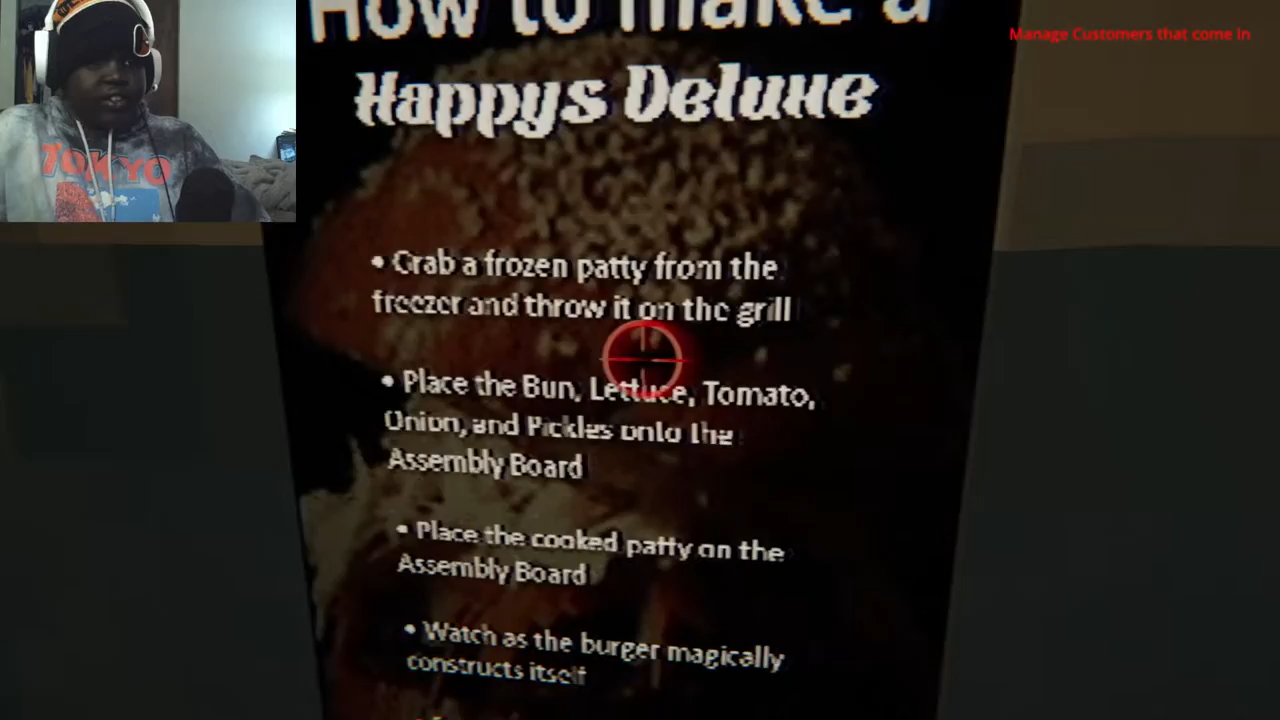 How to make a
Happys Deluxe
Manage Customers that come in
TOKYO
• Grab a frozen patty from the
freezer and throw it on the grill
• Place the Bun, Lettuce, Tomato,
Onion, and Pickles onto the
Assembly Board
• Place the cooked patty on the
Assembly Board
• Watch as the burger magically
constructs itself